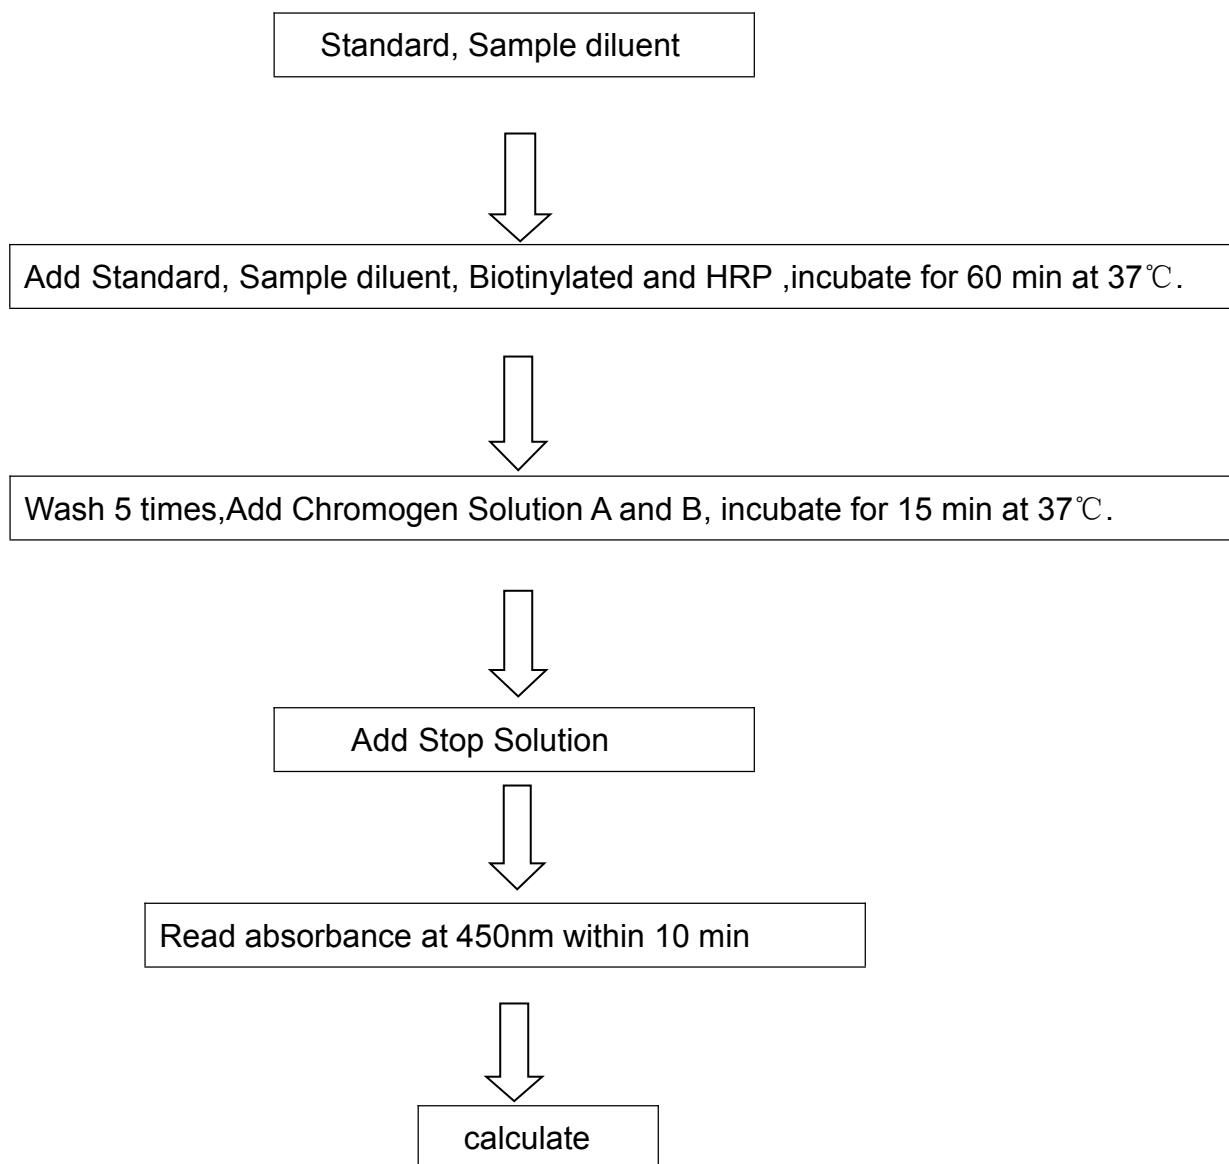 Standard, Sample diluent
Add Standard, Sample diluent, Biotinylated and HRP ,incubate for 60 min at 37℃.
Wash 5 times,Add Chromogen Solution A and B, incubate for 15 min at 37℃.
Add Stop Solution
Read absorbance at 450nm within 10 min
calculate